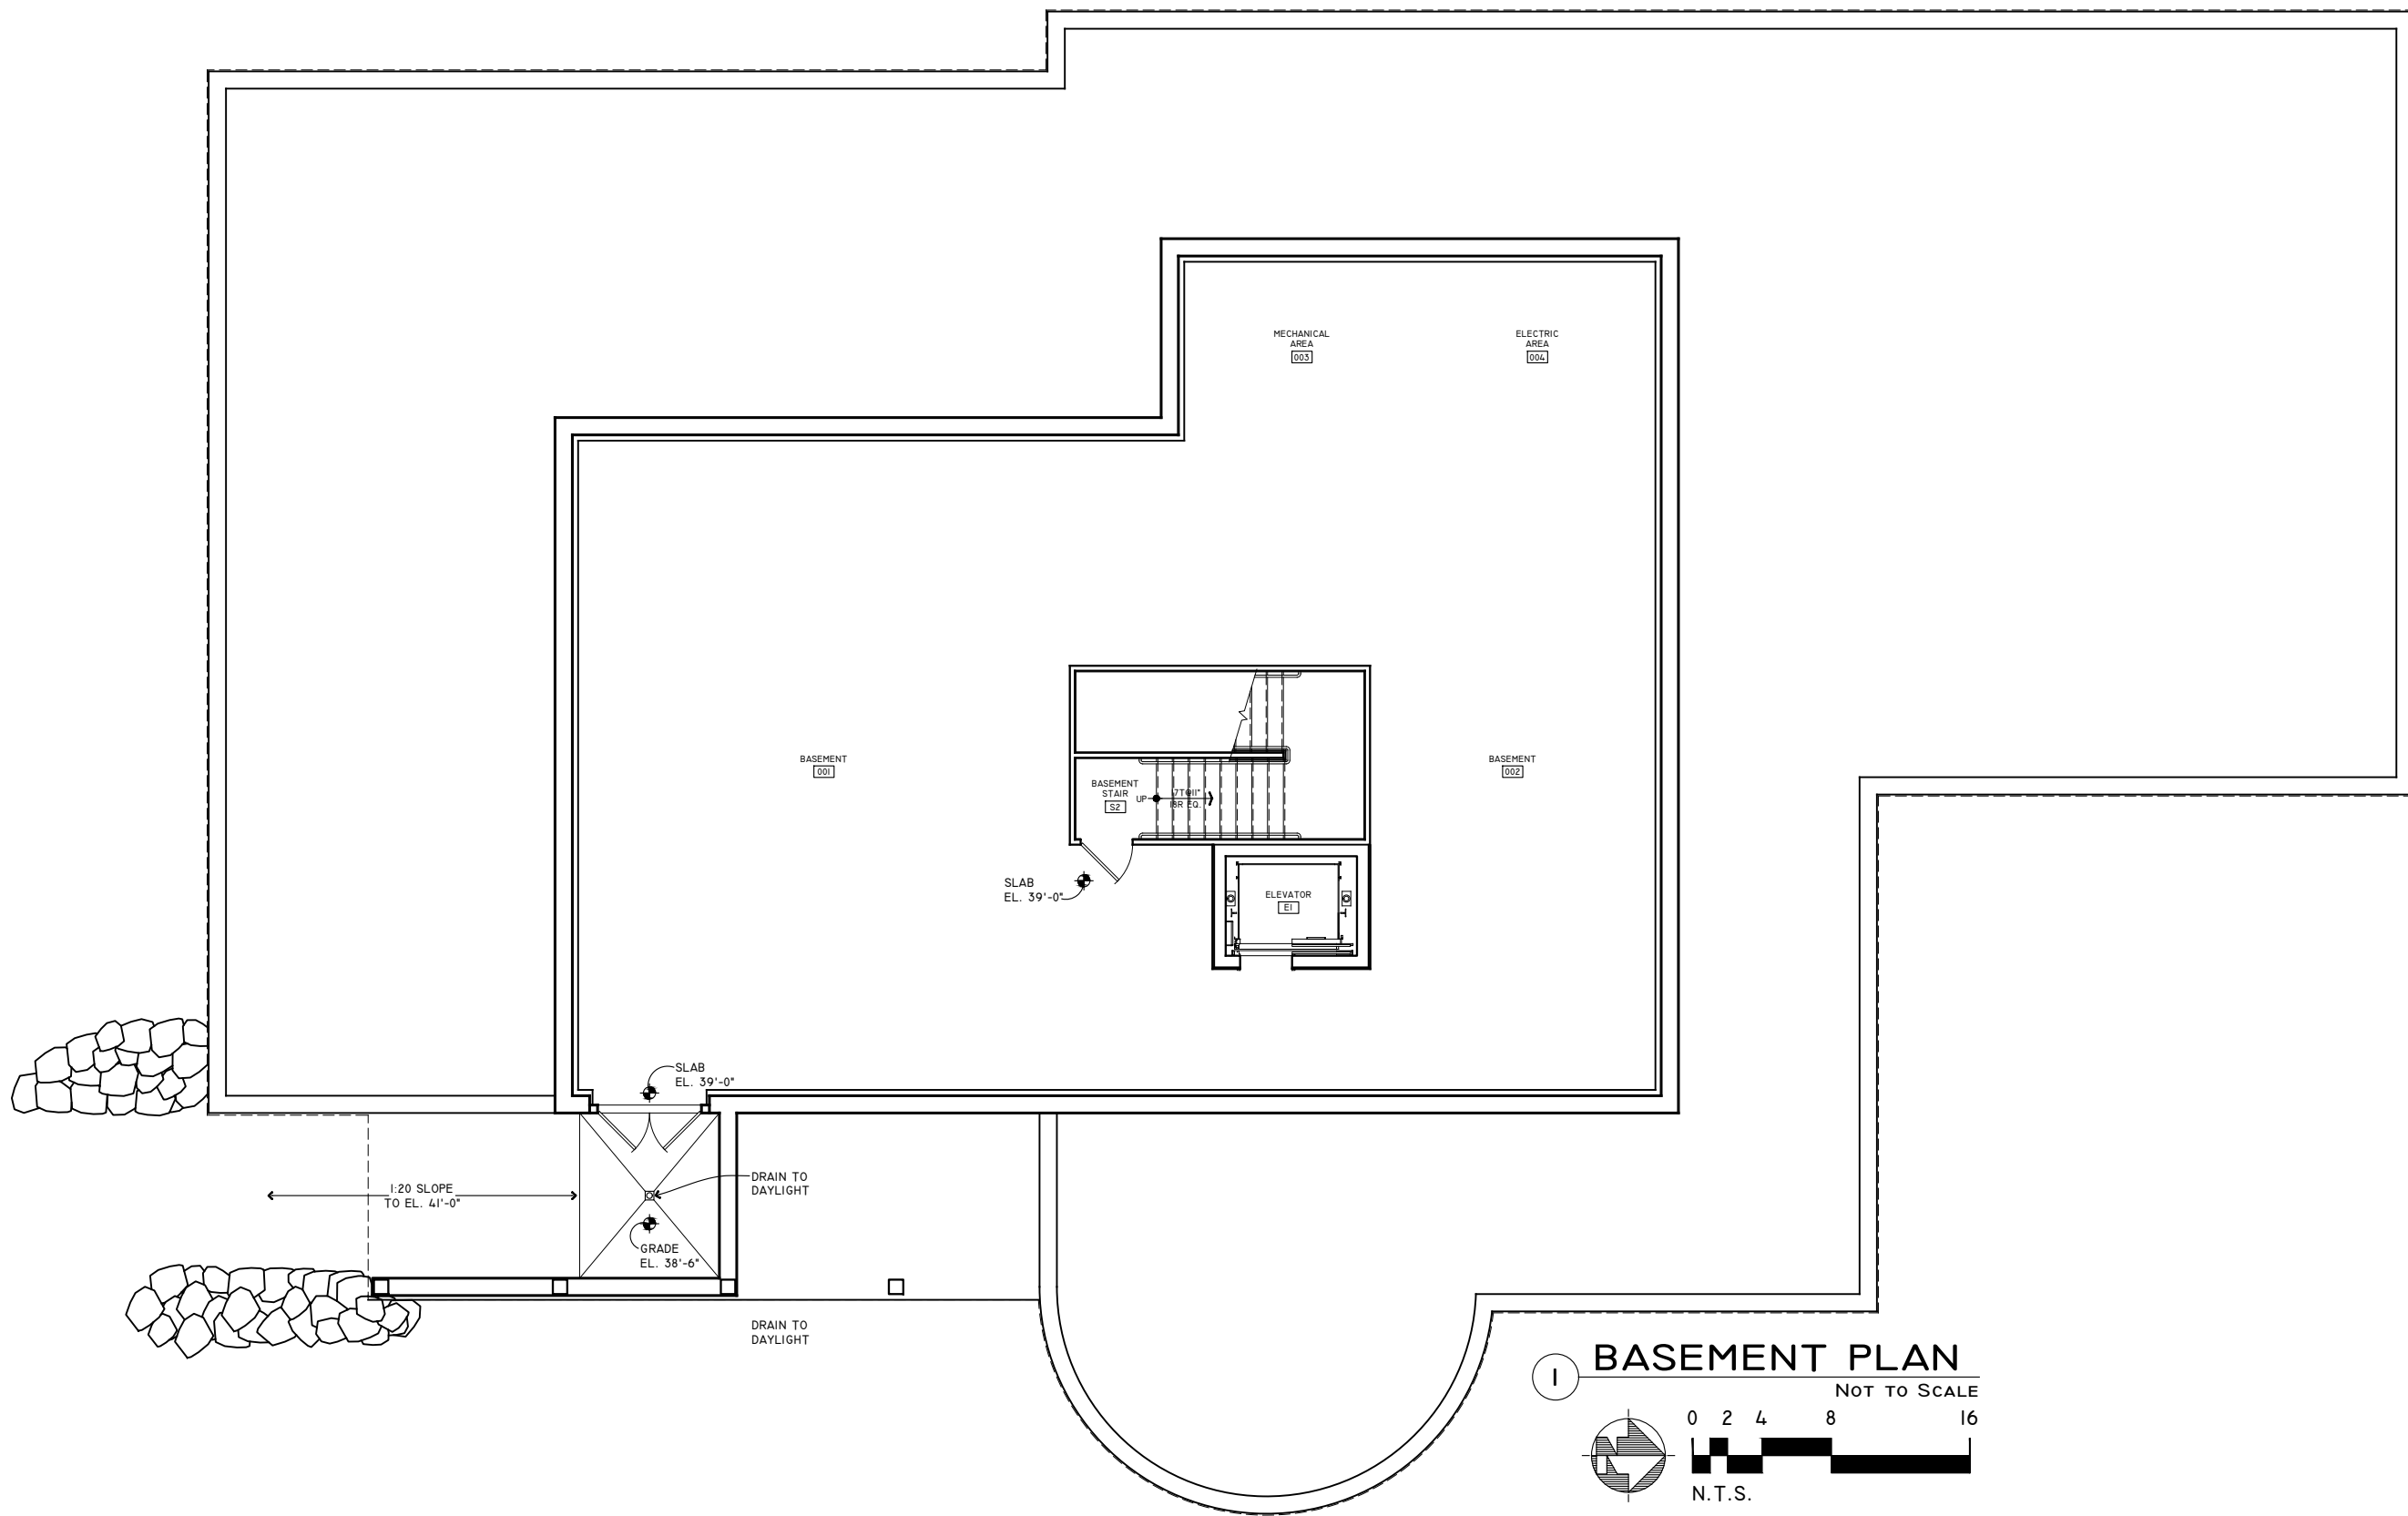 MECHANICAL
AREA
003
ELECTRIC
AREA
004
BASEMENT
001
BASEMENT
STAIR
S2
UP
17T@11"
18R EQ.
BASEMENT
002
SLAB
EL. 39'-0"
ELEVATOR
E1
SLAB
EL. 39'-0"
1:20 SLOPE
TO EL. 41'-0"
DRAIN TO
DAYLIGHT
GRADE
EL. 38'-6"
DRAIN TO
DAYLIGHT
1
BASEMENT PLAN
NOT TO SCALE
N
0 2 4 8 16
N.T.S.